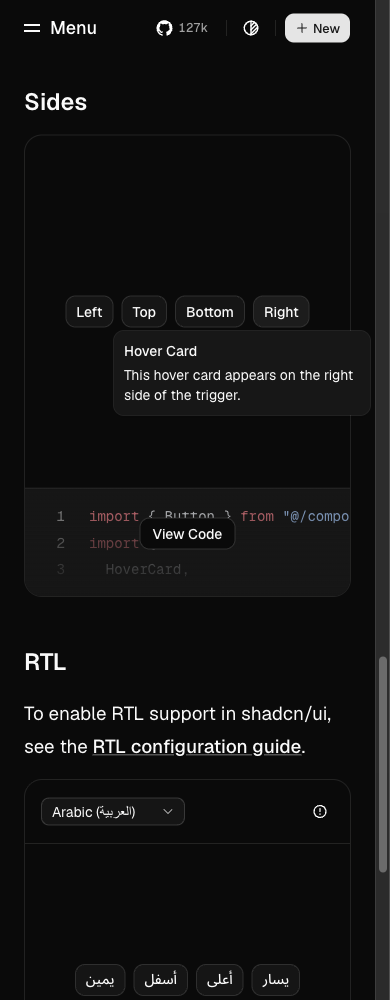 Menu
127k
New
Sides
Left Top Bottom Right
Hover Card
This hover card appears on the right
side of the trigger.
1 import { Button } from "@/compo
2 import
View Code
3 HoverCard,
RTL
To enable RTL support in shadcn/ui,
see the RTL configuration guide.
Arabic (العربية)
يسار أعلى أسفل يمين